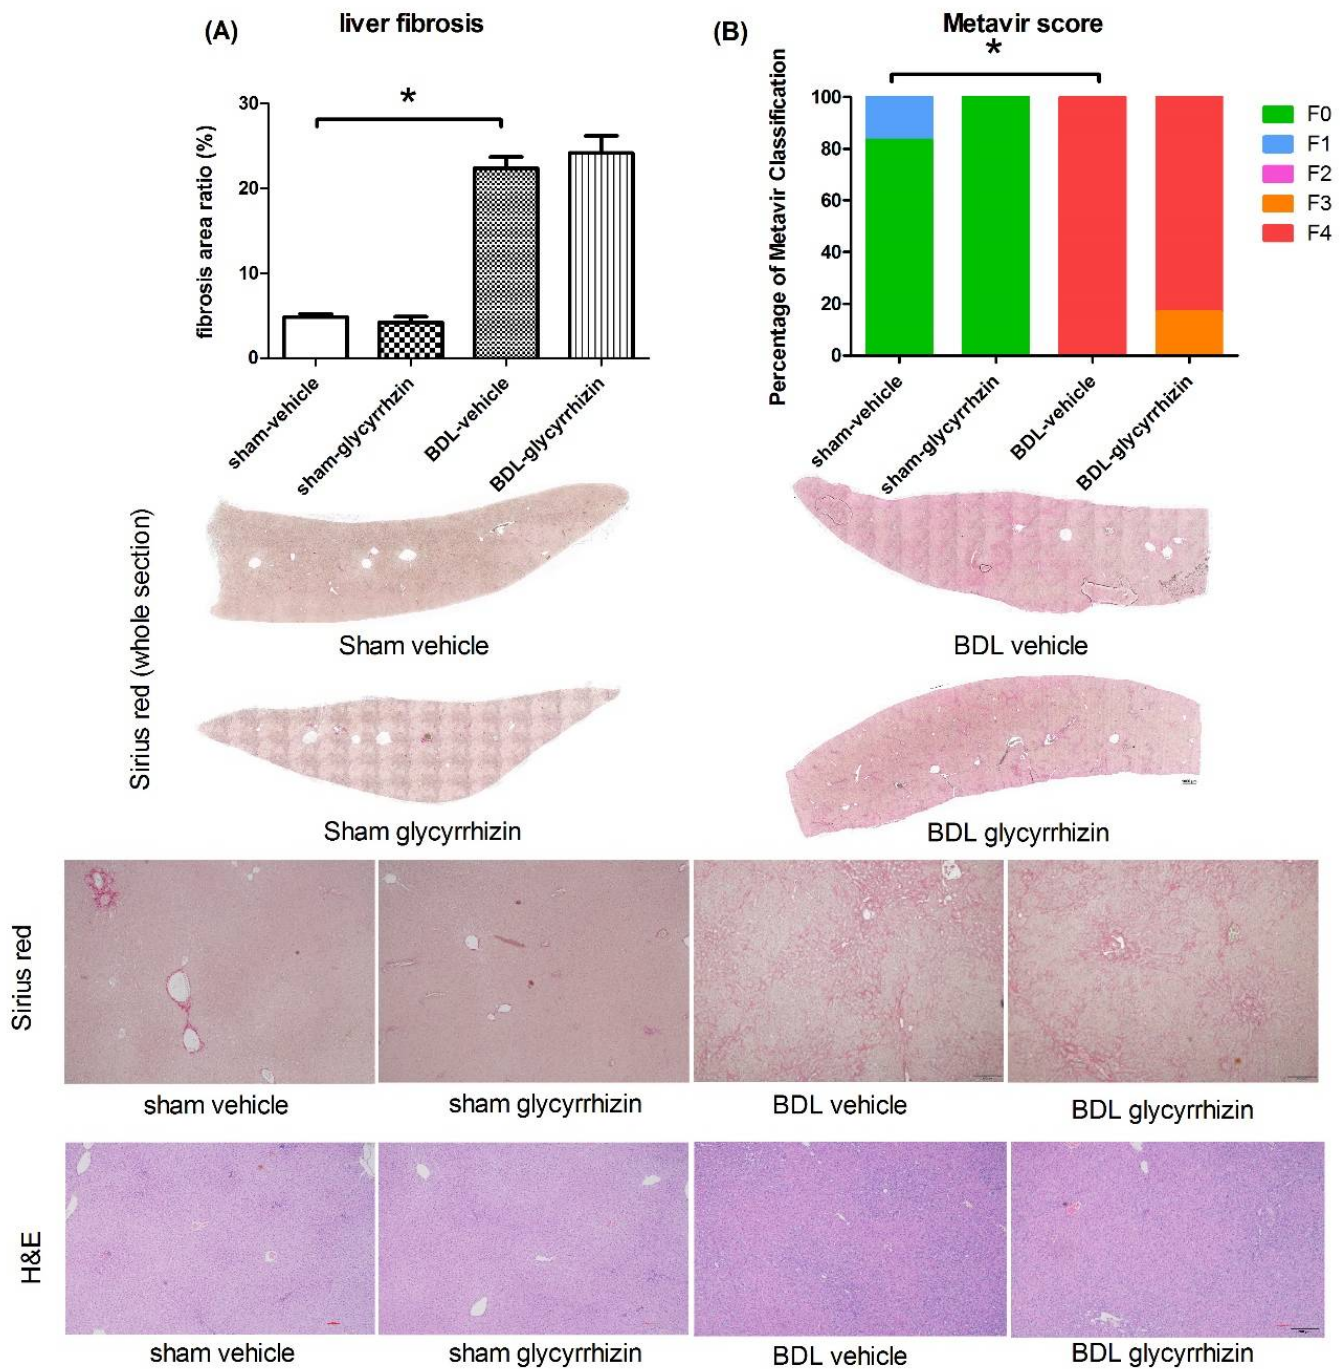 (A)
liver fibrosis
*
fibrosis area ratio (%)
30
20
10
0
sham-vehicle
sham-glycyrrhzin
BDL-vehicle
BDL-glycyrrhizin
(B)
Metavir score
*
Percentage of Metavir Classification
100
80
60
40
20
0
sham-vehicle
sham-glycyrrhzin
BDL-vehicle
BDL-glycyrrhizin
F0
F1
F2
F3
F4
Sirius red (whole section)
Sham vehicle
BDL vehicle
Sham glycyrrhizin
BDL glycyrrhizin
Sirius red
sham vehicle
sham glycyrrhizin
BDL vehicle
BDL glycyrrhizin
H&E
sham vehicle
sham glycyrrhizin
BDL vehicle
BDL glycyrrhizin